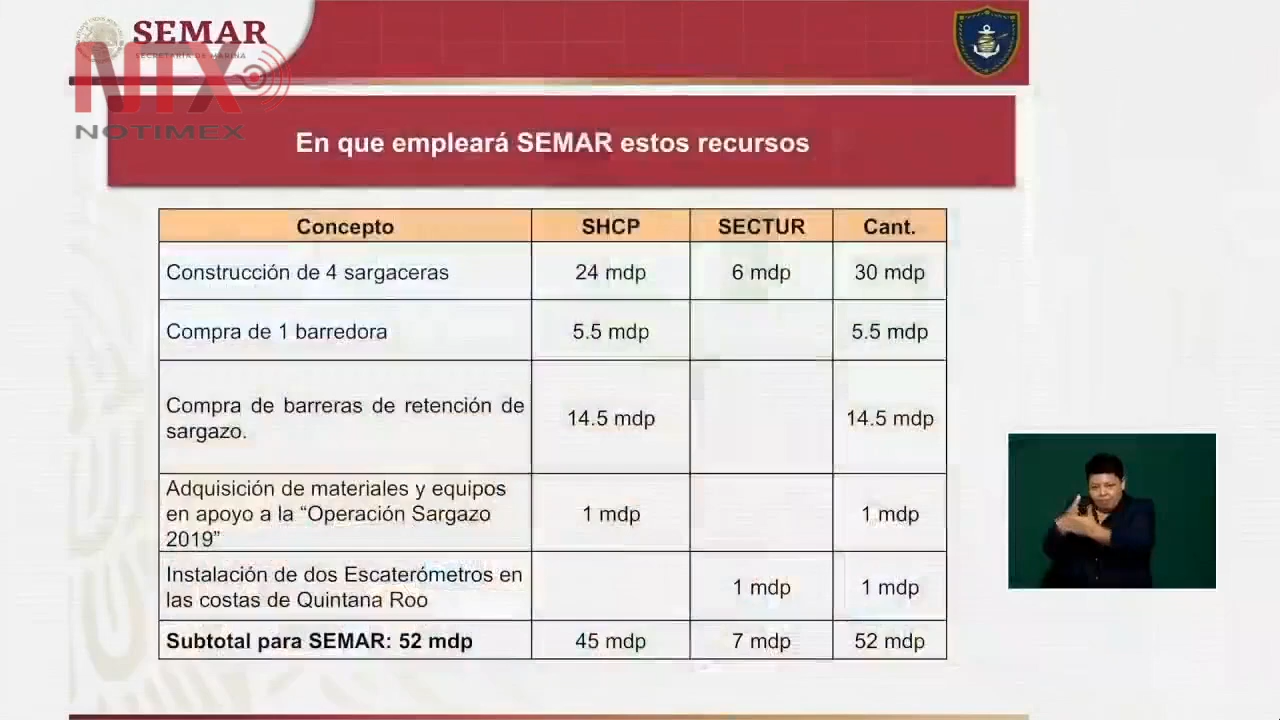 SEMAR
SECRETARÍA DE MARINA
NTX
NOTIMEX
En que empleará SEMAR estos recursos
Concepto SHCP SECTUR Cant.
Construcción de 4 sargaceras 24 mdp 6 mdp 30 mdp
Compra de 1 barredora 5.5 mdp 5.5 mdp
Compra de barreras de retención de
sargazo. 14.5 mdp 14.5 mdp
Adquisición de materiales y equipos
en apoyo a la “Operación Sargazo
2019” 1 mdp 1 mdp
Instalación de dos Escaterómetros en
las costas de Quintana Roo 1 mdp 1 mdp
Subtotal para SEMAR: 52 mdp 45 mdp 7 mdp 52 mdp